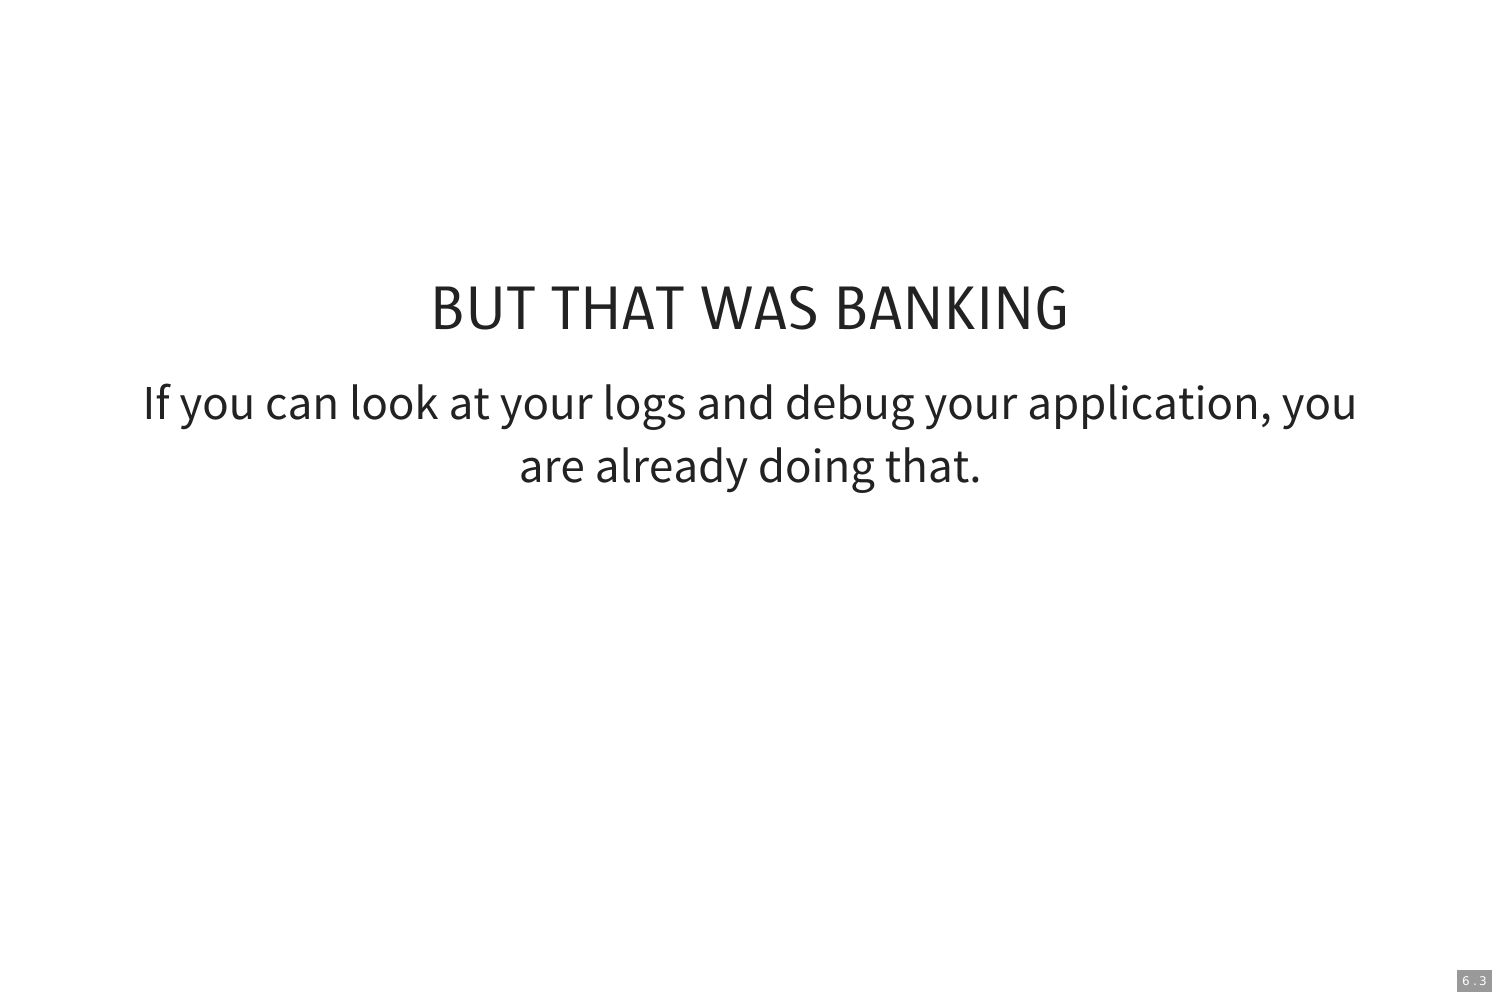 BUT THAT WAS BANKING
If you can look at your logs and debug your application, you
are already doing that.
6.3